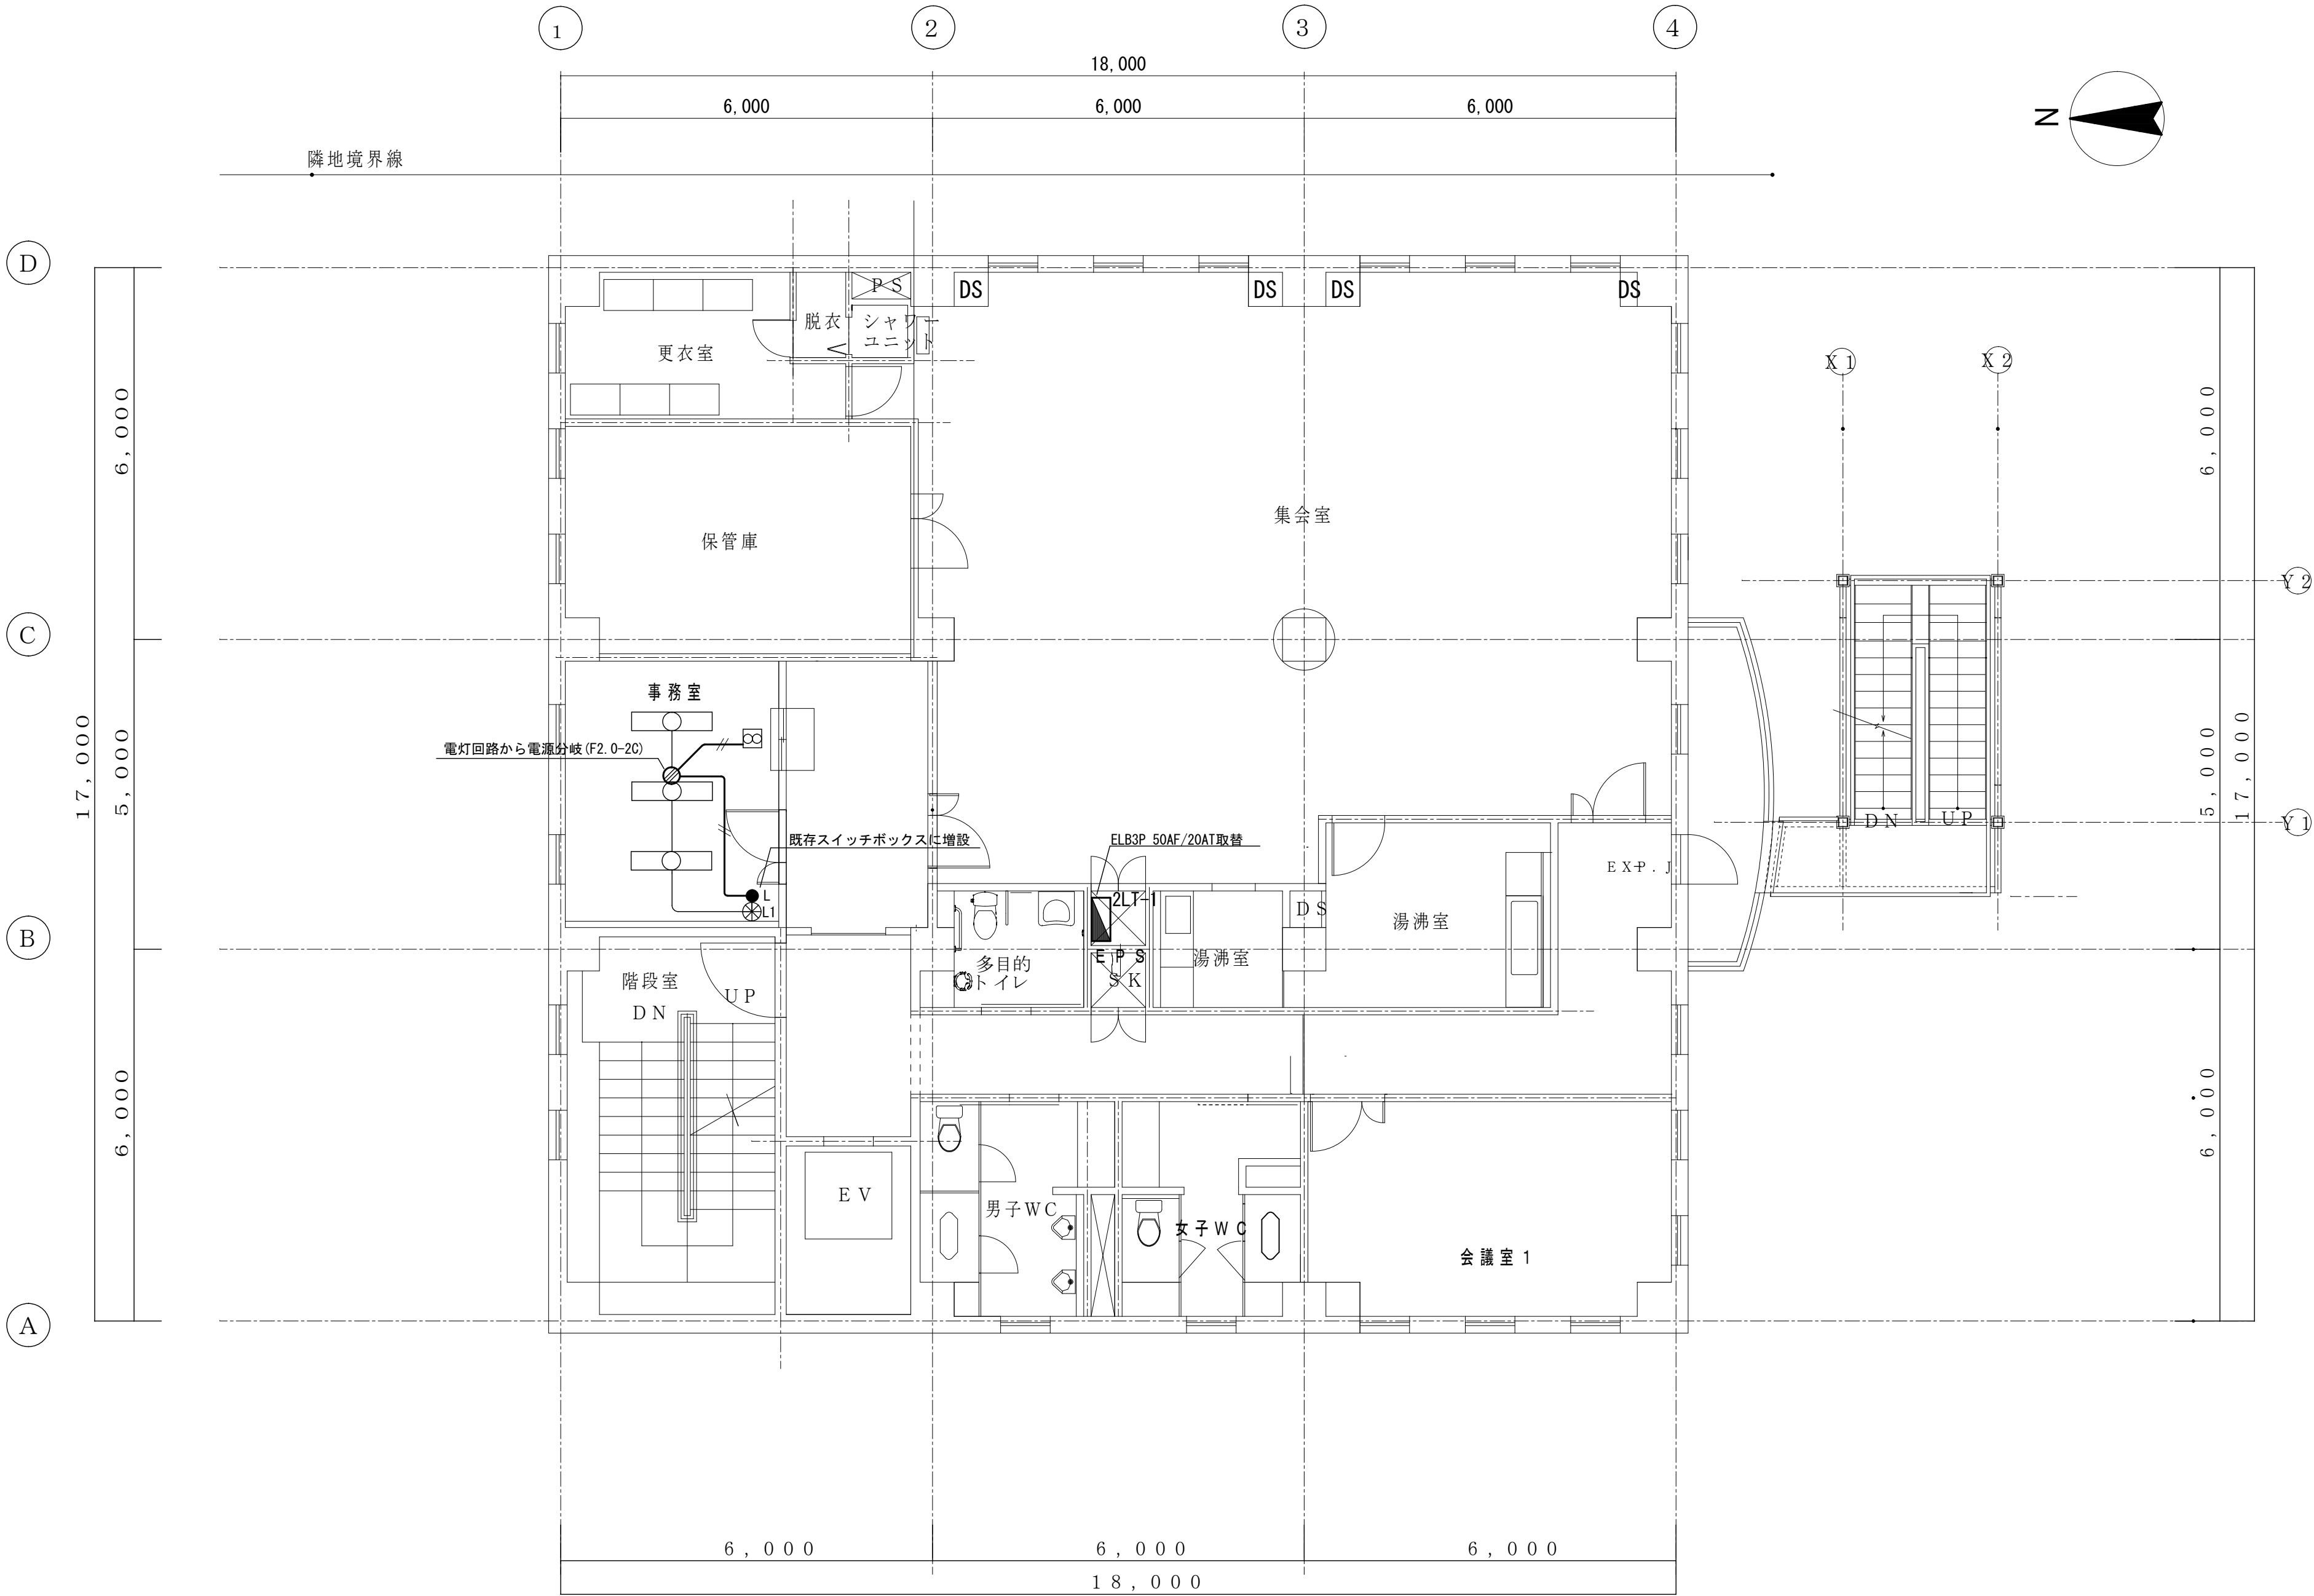 1
2
3
4
18,000
6,000
6,000
6,000
N
隣地境界線
D
PS
DS
DS
DS
DS
脱衣
シャワー
ユニット
更衣室
X1
X2
6,000
6,000
保管庫
集会室
Y2
C
事務室
電灯回路から電源分岐(F2.0-2C)
17,000
5,000
5,000
17,000
既存スイッチボックスに増設
ELB3P 50AF/20AT取替
DN
UP
Y1
EXP.J
L
L1
2LT-1
DS
湯沸室
B
EPS
多目的
トイレ
SK
湯沸室
階段室
DN
UP
6,000
6,000
EV
男子WC
女子WC
会議室1
A
6,000
6,000
6,000
18,000